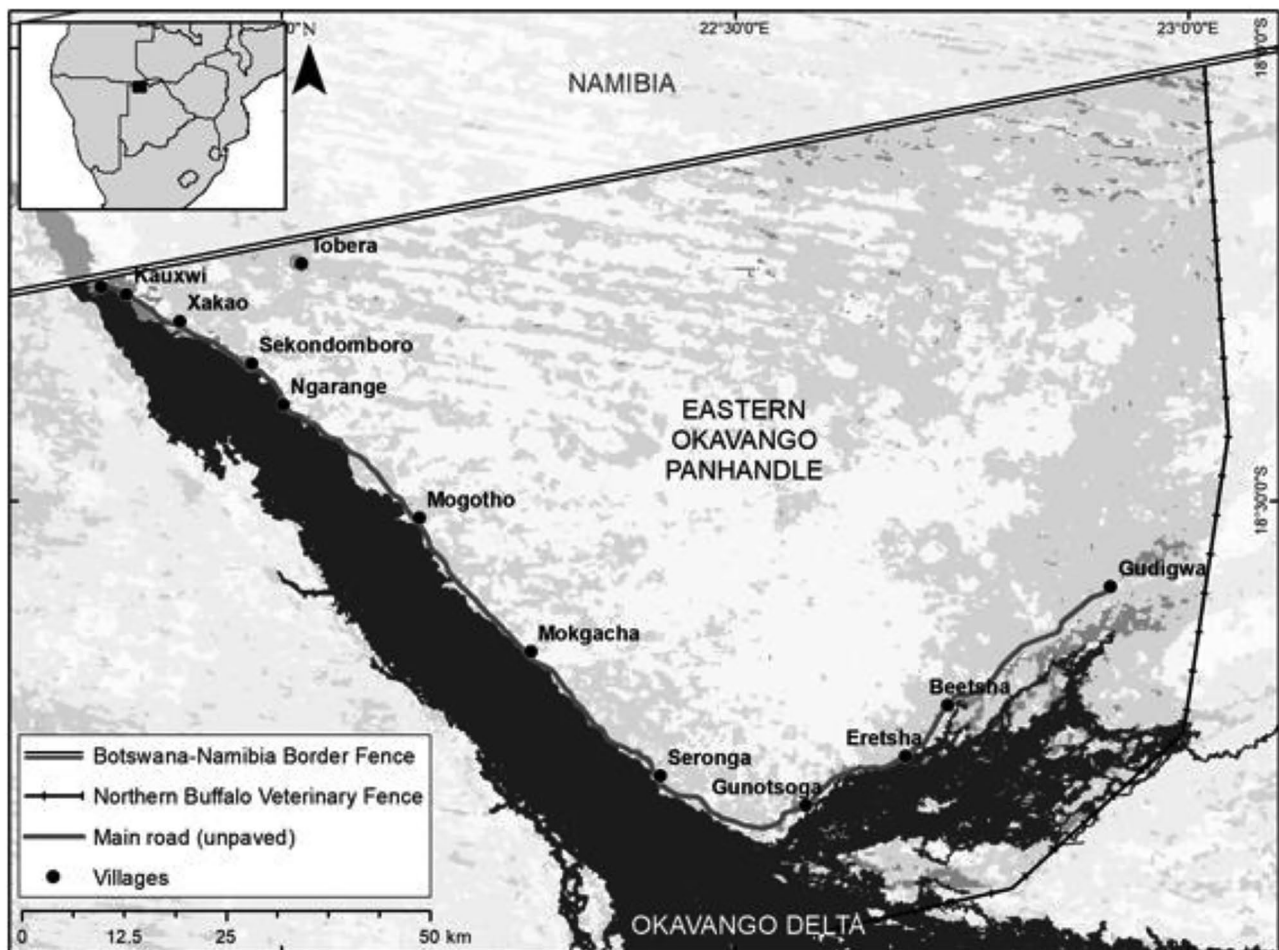 22°30'0"E
23°0'0"E
NAMIBIA
Tobera
Kauxwi
Xakao
Sekondomboro
Ngarange
EASTERN
OKAVANGO
PANHANDLE
18°30'0"S
Mogotho
Gudigwa
Mokgacha
Beetsha
Eretsha
Seronga
Gunotsoga
Botswana-Namibia Border Fence
Northern Buffalo Veterinary Fence
Main road (unpaved)
Villages
0 12.5 25 50 km
OKAVANGO DELTA